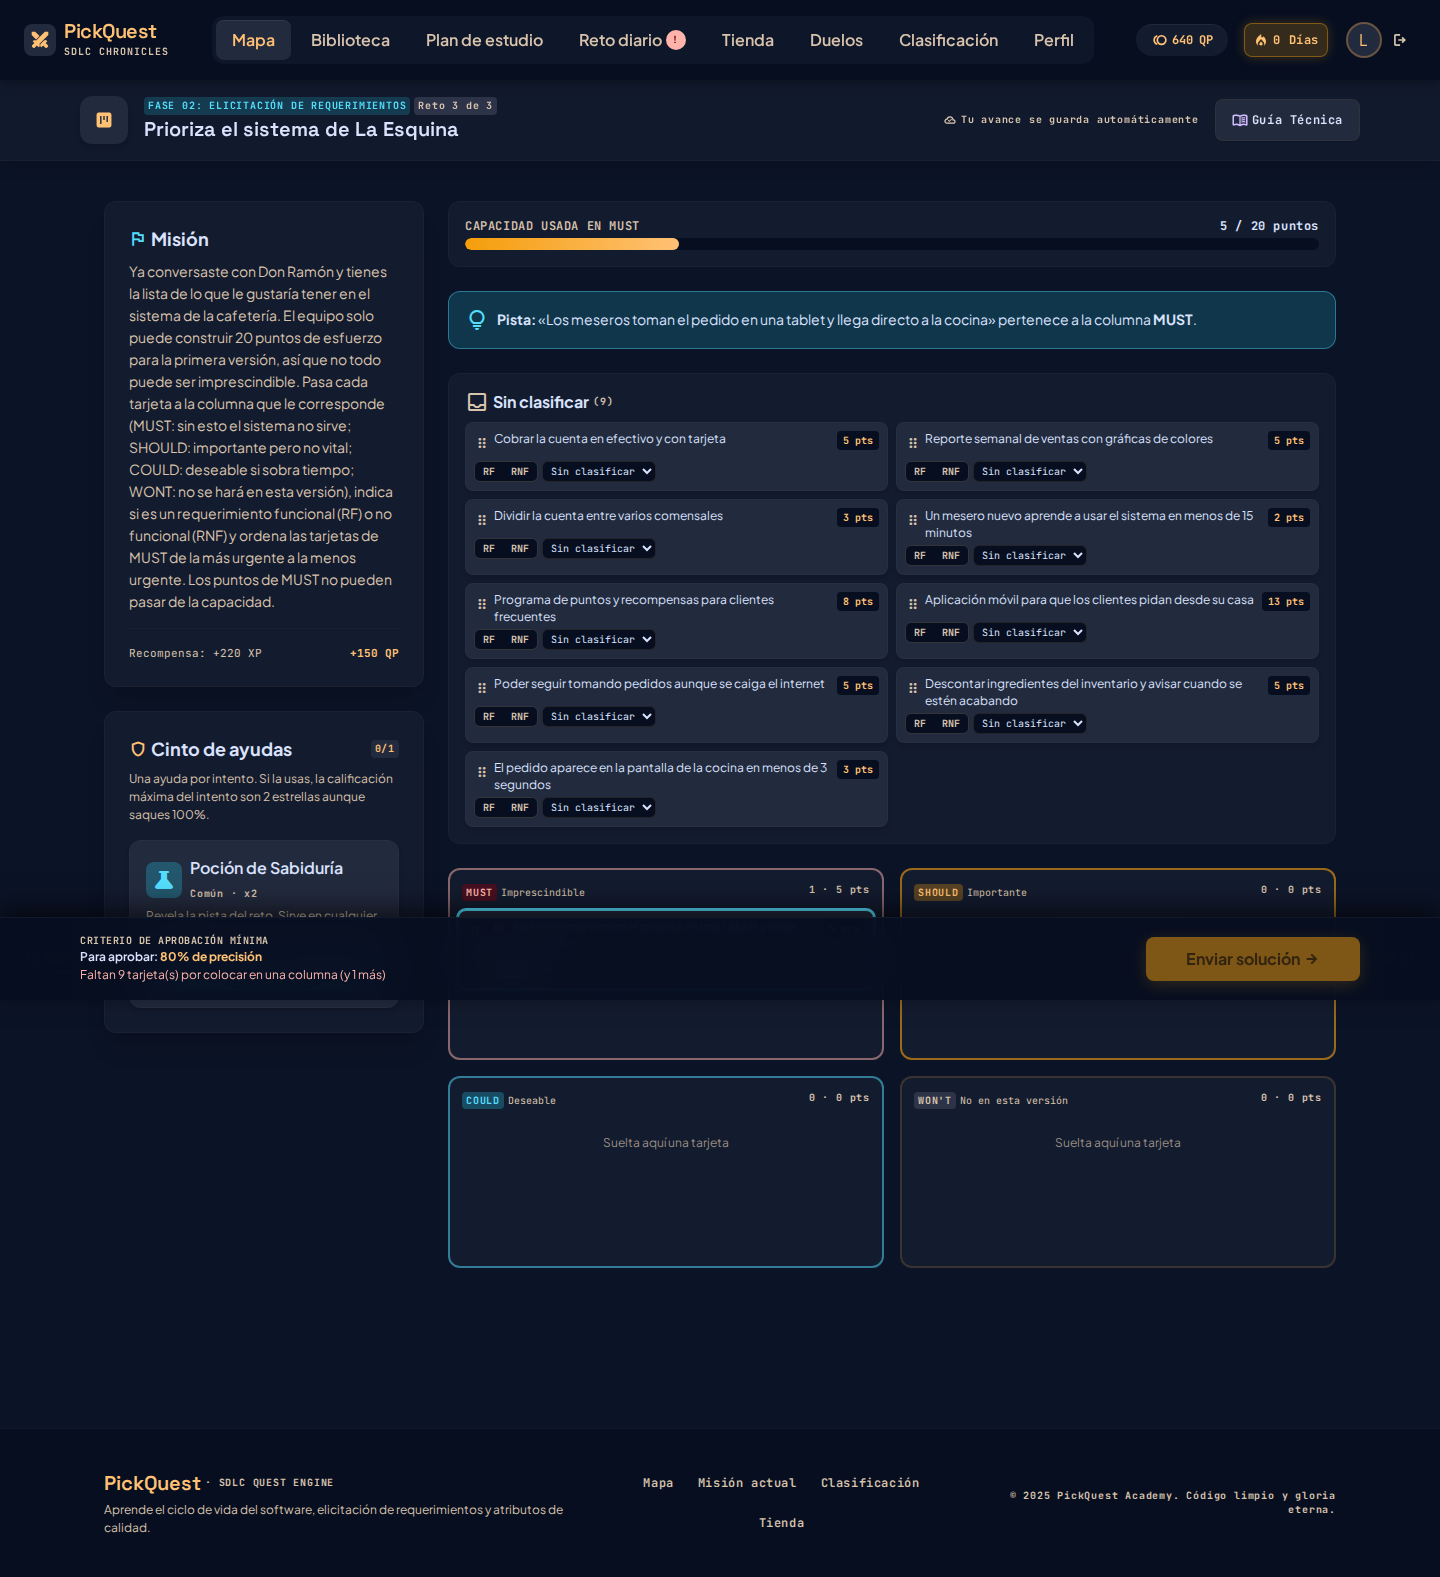 PickQuest
SDLC CHRONICLES
Mapa
Biblioteca
Plan de estudio
Reto diario !
Tienda
Duelos
Clasificación
Perfil
640 QP
0 Días
L
FASE 02: ELICITACIÓN DE REQUERIMIENTOS
Reto 3 de 3
Prioriza el sistema de La Esquina
Tu avance se guarda automáticamente
Guía Técnica
Misión
Ya conversaste con Don Ramón y tienes
la lista de lo que le gustaría tener en el
sistema de la cafetería. El equipo solo
puede construir 20 puntos de esfuerzo
para la primera versión, así que no todo
puede ser imprescindible. Pasa cada
tarjeta a la columna que le corresponde
(MUST: sin esto el sistema no sirve;
SHOULD: importante pero no vital;
COULD: deseable si sobra tiempo;
WONT: no se hará en esta versión), indica
si es un requerimiento funcional (RF) o no
funcional (RNF) y ordena las tarjetas de
MUST de la más urgente a la menos
urgente. Los puntos de MUST no pueden
pasar de la capacidad.
Recompensa: +220 XP
+150 QP
Cinto de ayudas
0/1
Una ayuda por intento. Si la usas, la calificación
máxima del intento son 2 estrellas aunque
saques 100%.
Poción de Sabiduría
Común · x2
Revela la pista del reto. Sirve en cualquier
CAPACIDAD USADA EN MUST
5 / 20 puntos
Pista: «Los meseros toman el pedido en una tablet y llega directo a la cocina» pertenece a la columna MUST.
Sin clasificar (9)
Cobrar la cuenta en efectivo y con tarjeta
5 pts
RF RNF Sin clasificar
Reporte semanal de ventas con gráficas de colores
5 pts
RF RNF Sin clasificar
Dividir la cuenta entre varios comensales
3 pts
RF RNF Sin clasificar
Un mesero nuevo aprende a usar el sistema en menos de 15
minutos
2 pts
RF RNF Sin clasificar
Programa de puntos y recompensas para clientes
frecuentes
8 pts
RF RNF Sin clasificar
Aplicación móvil para que los clientes pidan desde su casa
13 pts
RF RNF Sin clasificar
Poder seguir tomando pedidos aunque se caiga el internet
5 pts
RF RNF Sin clasificar
Descontar ingredientes del inventario y avisar cuando se
estén acabando
5 pts
RF RNF Sin clasificar
El pedido aparece en la pantalla de la cocina en menos de 3
segundos
3 pts
RF RNF Sin clasificar
MUST Imprescindible
1 · 5 pts
SHOULD Importante
0 · 0 pts
CRITERIO DE APROBACIÓN MÍNIMA
Para aprobar: 80% de precisión
Faltan 9 tarjeta(s) por colocar en una columna (y 1 más)
Enviar solución →
COULD Deseable
0 · 0 pts
Suelta aquí una tarjeta
WON'T No en esta versión
0 · 0 pts
Suelta aquí una tarjeta
PickQuest · SDLC QUEST ENGINE
Aprende el ciclo de vida del software, elicitación de requerimientos y atributos de
calidad.
Mapa
Misión actual
Clasificación
Tienda
© 2025 PickQuest Academy. Código limpio y gloria
eterna.